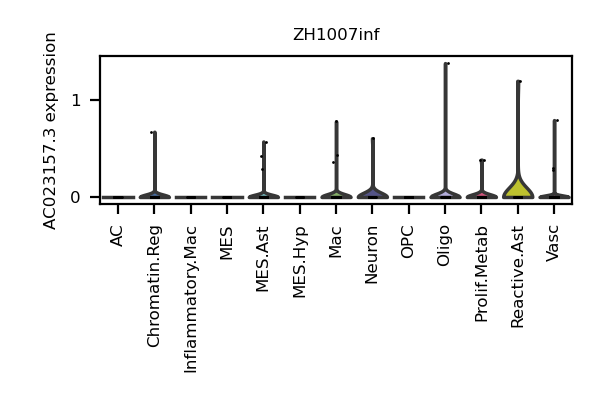 ZH1007inf
AC023157.3 expression
1
0
AC
Chromatin.Reg
Inflammatory.Mac
MES
MES.Ast
MES.Hyp
Mac
Neuron
OPC
Oligo
Prolif.Metab
Reactive.Ast
Vasc